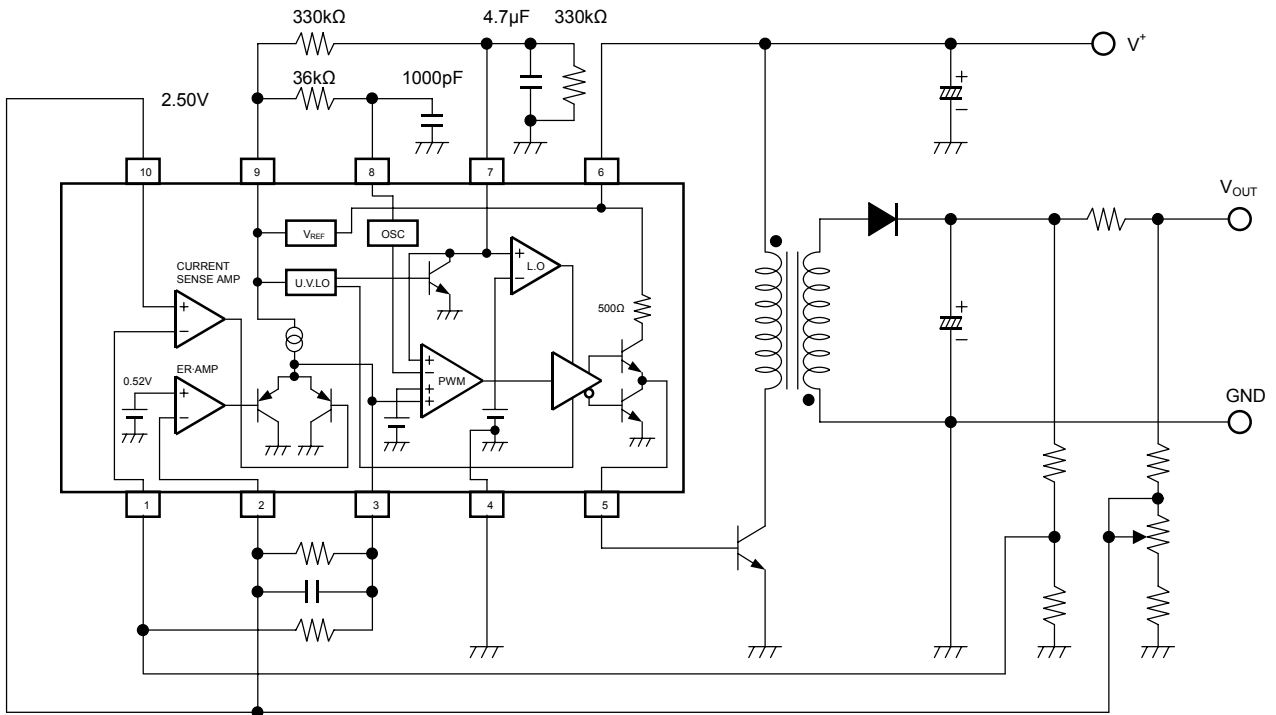 330kΩ
4.7µF
330kΩ
V+
36kΩ
1000pF
2.50V
+
−
10
9
8
7
6
VOUT
VREF
OSC
+
−
L.O
CURRENT
SENSE AMP
U.V.LO
+
−
500Ω
+
−
ER·AMP
0.52V
+
−
+
−
+
+
PWM
GND
1
2
3
4
5